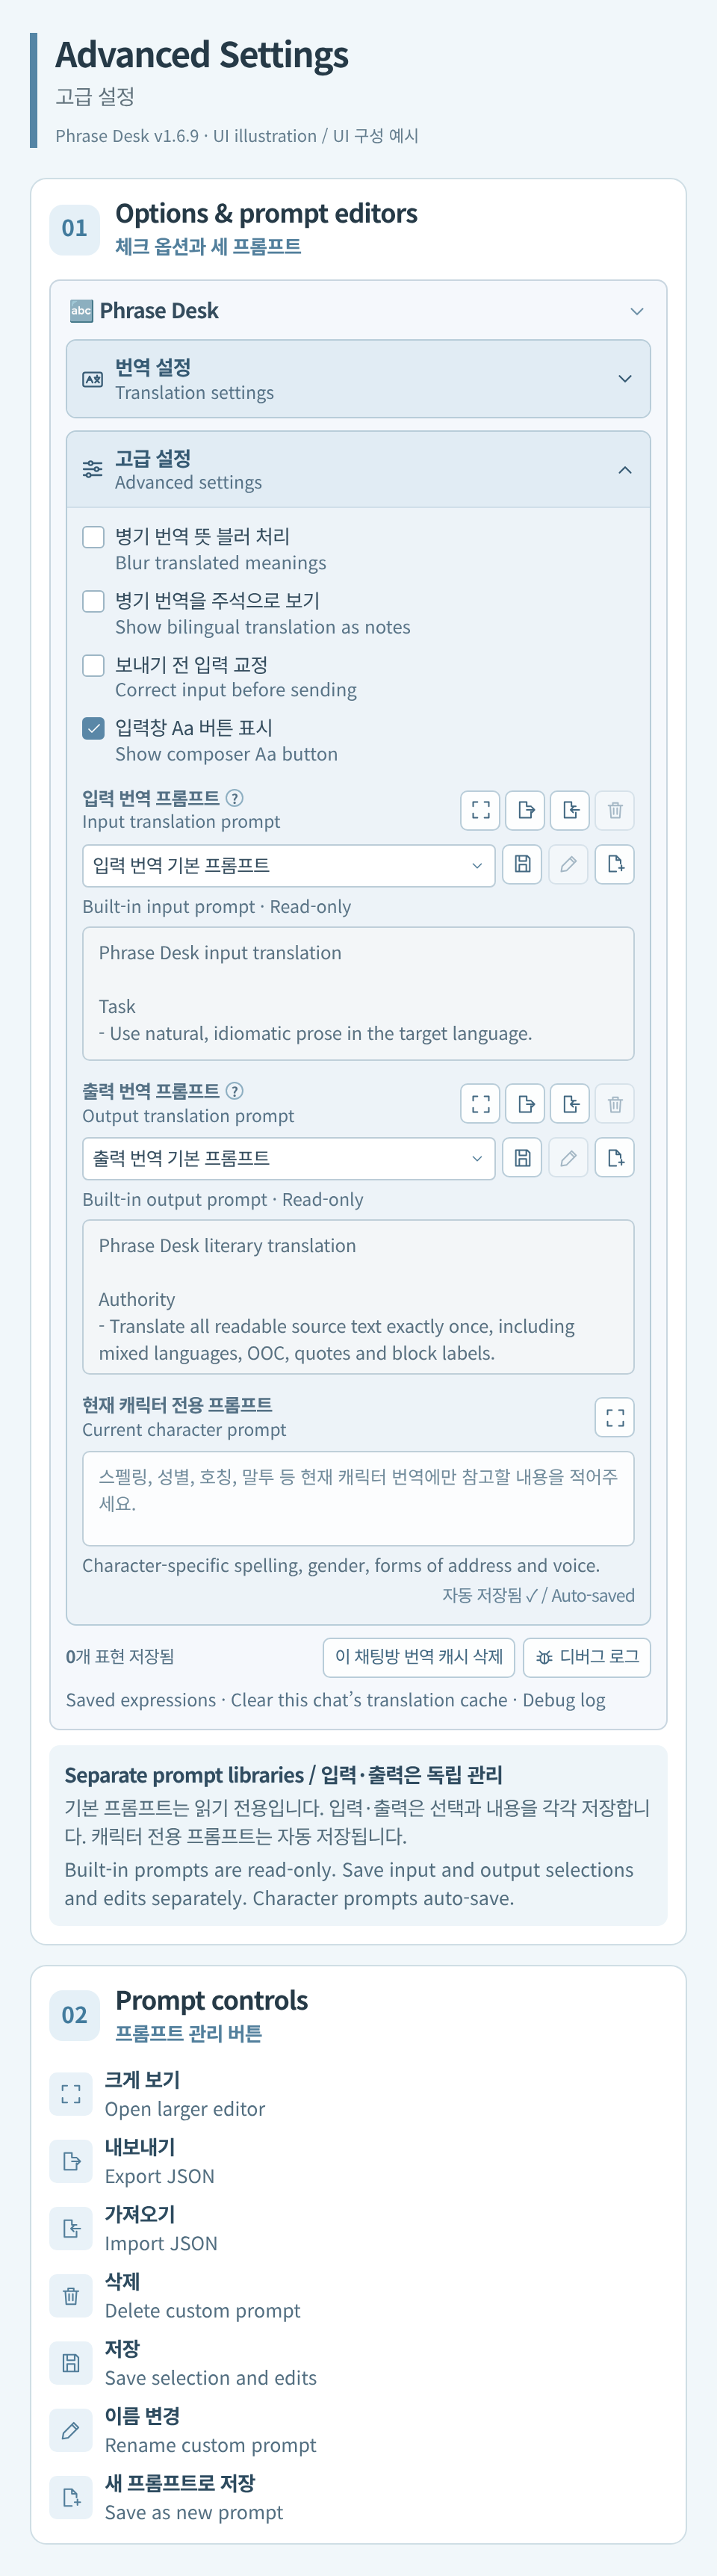 Advanced Settings
고급 설정
Phrase Desk v1.6.9 · UI illustration / UI 구성 예시
01
Options & prompt editors
체크 옵션과 세 프롬프트
abc Phrase Desk
번역 설정
Translation settings
고급 설정
Advanced settings
병기 번역 뜻 블러 처리
Blur translated meanings
병기 번역을 주석으로 보기
Show bilingual translation as notes
보내기 전 입력 교정
Correct input before sending
입력창 Aa 버튼 표시
Show composer Aa button
입력 번역 프롬프트 ?
Input translation prompt
입력 번역 기본 프롬프트
Built-in input prompt · Read-only
Phrase Desk input translation
Task
- Use natural, idiomatic prose in the target language.
출력 번역 프롬프트 ?
Output translation prompt
출력 번역 기본 프롬프트
Built-in output prompt · Read-only
Phrase Desk literary translation
Authority
- Translate all readable source text exactly once, including
mixed languages, OOC, quotes and block labels.
현재 캐릭터 전용 프롬프트
Current character prompt
스펠링, 성별, 호칭, 말투 등 현재 캐릭터 번역에만 참고할 내용을 적어주
세요.
Character-specific spelling, gender, forms of address and voice.
자동 저장됨 ✓ / Auto-saved
0개 표현 저장됨
이 채팅방 번역 캐시 삭제
디버그 로그
Saved expressions · Clear this chat’s translation cache · Debug log
Separate prompt libraries / 입력·출력은 독립 관리
기본 프롬프트는 읽기 전용입니다. 입력·출력은 선택과 내용을 각각 저장합니
다. 캐릭터 전용 프롬프트는 자동 저장됩니다.
Built-in prompts are read-only. Save input and output selections
and edits separately. Character prompts auto-save.
02
Prompt controls
프롬프트 관리 버튼
크게 보기
Open larger editor
내보내기
Export JSON
가져오기
Import JSON
삭제
Delete custom prompt
저장
Save selection and edits
이름 변경
Rename custom prompt
새 프롬프트로 저장
Save as new prompt